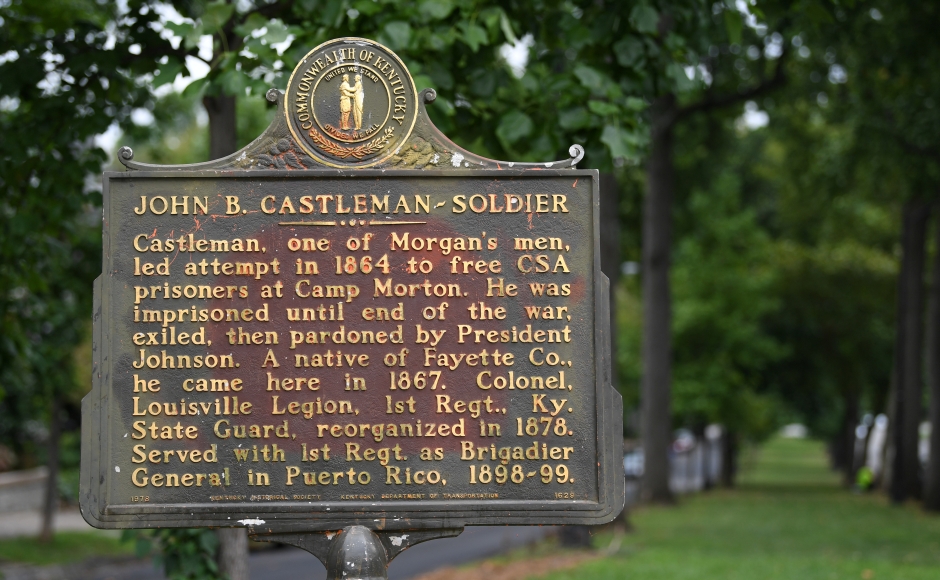 COMMONWEALTH OF KENTUCKY
UNITED WE STAND
DIVIDED WE FALL
JOHN B. CASTLEMAN-SOLDIER
Castleman, one of Morgan's men,
led attempt in 1864 to free CSA
prisoners at Camp Morton. He was
imprisoned until end of the war,
exiled, then pardoned by President
Johnson. A native of Fayette Co.,
he came here in 1867. Colonel,
Louisville Legion, 1st Regt., Ky.
State Guard, reorganized in 1878.
Served with 1st Regt. as Brigadier
General in Puerto Rico, 1898-99.
1978 KENTUCKY HISTORICAL SOCIETY KENTUCKY DEPARTMENT OF TRANSPORTATION 1629